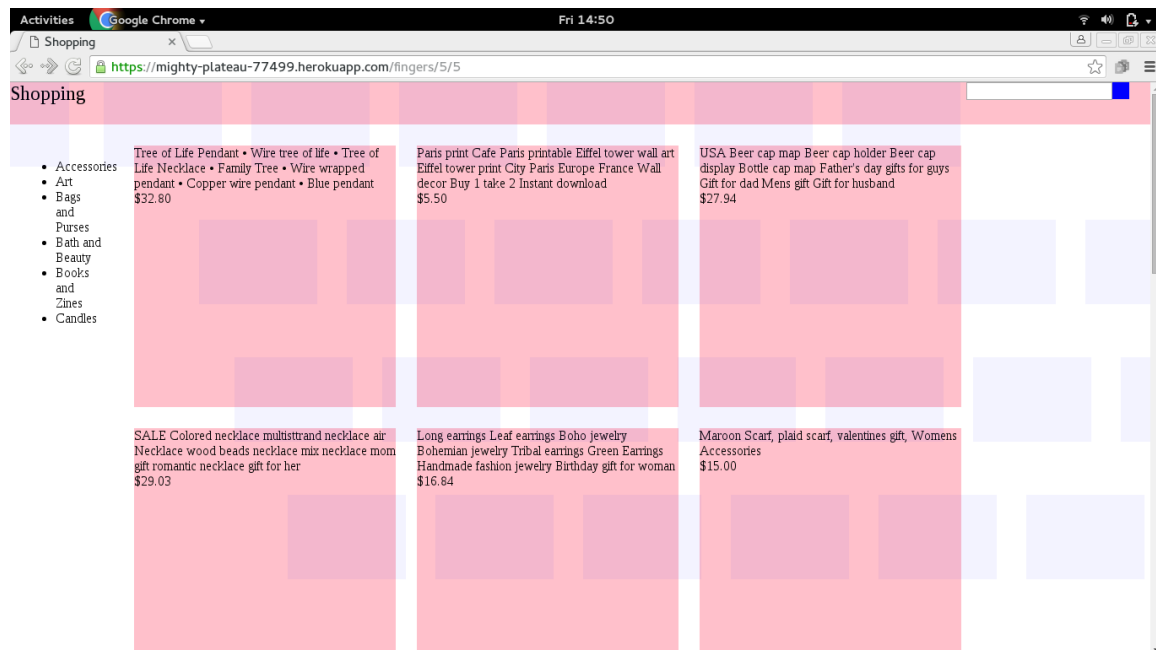 Activities Google Chrome Fri 14:50
Shopping
https://mighty-plateau-77499.herokuapp.com/fingers/5/5
Shopping
• Accessories
• Art
• Bags
and
Purses
• Bath and
Beauty
• Books
and
Zines
• Candles
Tree of Life Pendant • Wire tree of life • Tree of
Life Necklace • Family Tree • Wire wrapped
pendant • Copper wire pendant • Blue pendant
$32.80
Paris print Cafe Paris printable Eiffel tower wall art
Eiffel tower print City Paris Europe France Wall
decor Buy 1 take 2 Instant download
$5.50
USA Beer cap map Beer cap holder Beer cap
display Bottle cap map Father's day gifts for guys
Gift for dad Mens gift Gift for husband
$27.94
SALE Colored necklace multisttrand necklace air
Necklace wood beads necklace mix necklace mom
gift romantic necklace gift for her
$29.03
Long earrings Leaf earrings Boho jewelry
Bohemian jewelry Tribal earrings Green Earrings
Handmade fashion jewelry Birthday gift for woman
$16.84
Maroon Scarf, plaid scarf, valentines gift, Womens
Accessories
$15.00